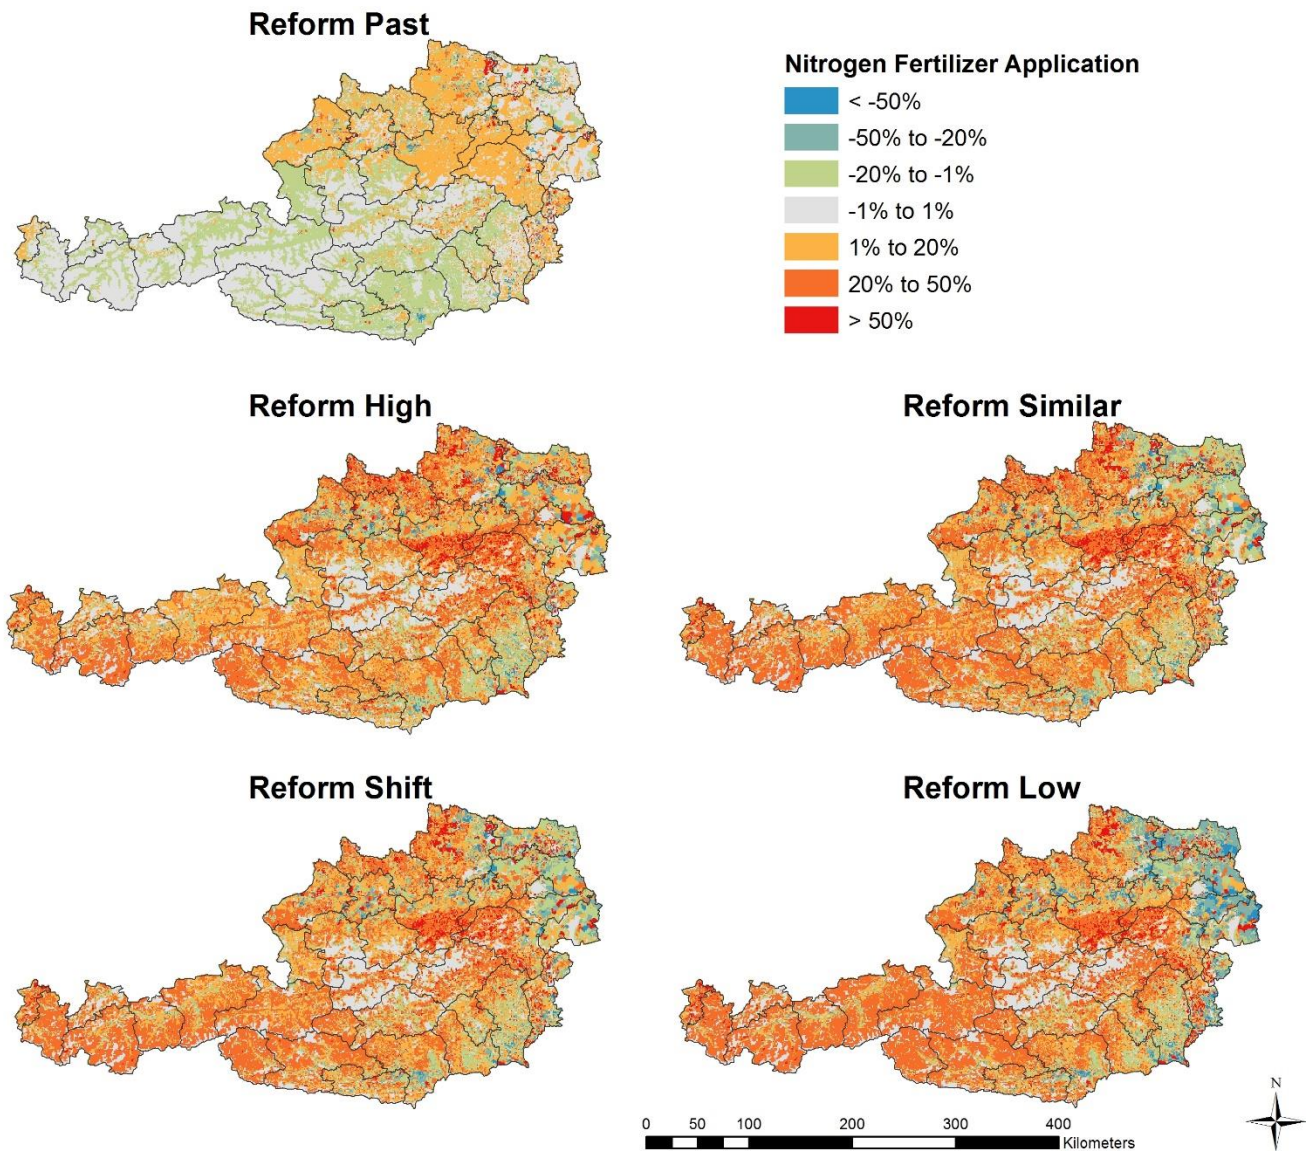 Reform Past
Nitrogen Fertilizer Application
< -50%
-50% to -20%
-20% to -1%
-1% to 1%
1% to 20%
20% to 50%
> 50%
Reform High
Reform Similar
Reform Shift
Reform Low
N
0 50 100 200 300 400
Kilometers